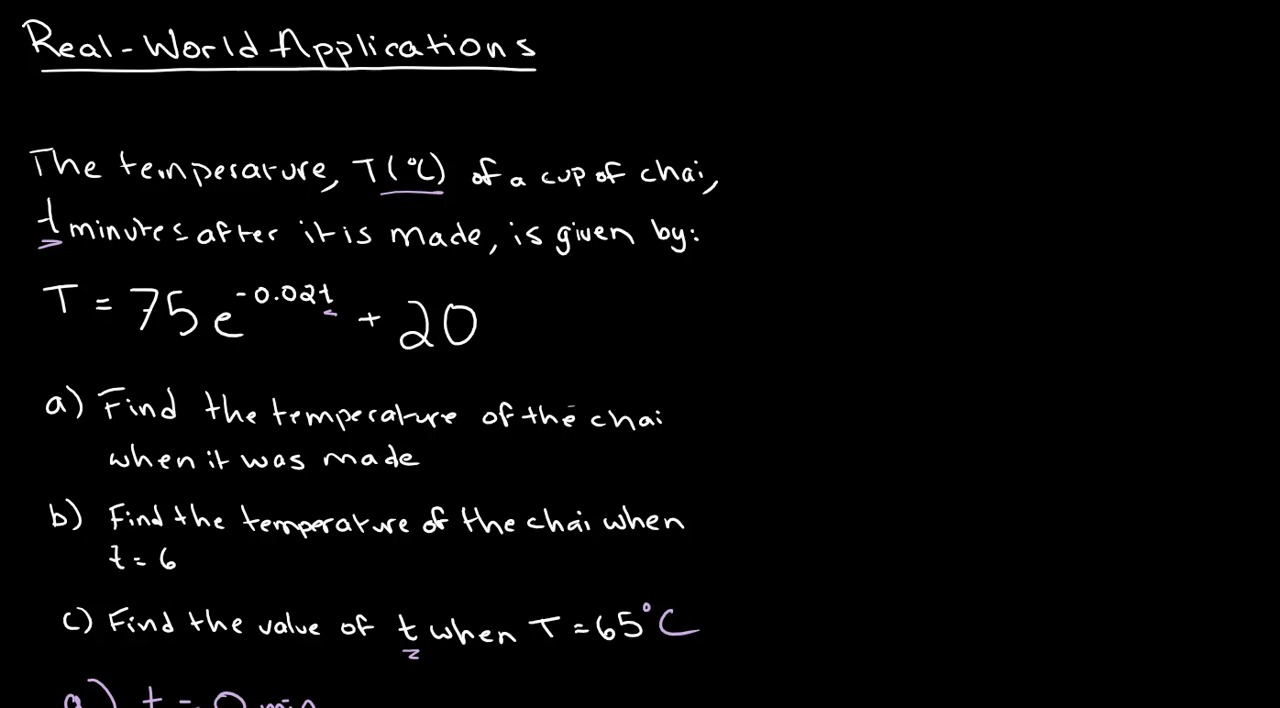 Real-World Applications
The temperature, T(°C) of a cup of chai,
t minutes after it is made, is given by:
T = 75e^-0.02t + 20
a) Find the temperature of the chai
when it was made
b) Find the temperature of the chai when
t = 6
c) Find the value of t when T = 65°C
a) t = 0 min